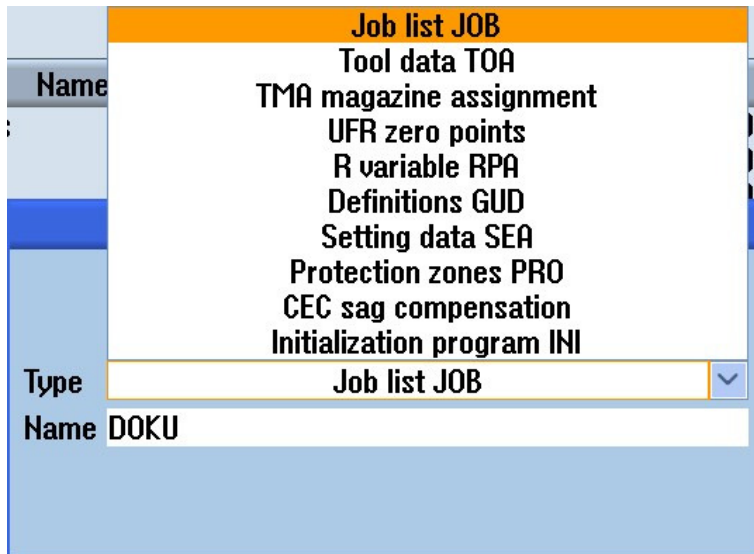 Job list JOB
Tool data TOA
Name
TMA magazine assignment
UFR zero points
R variable RPA
Definitions GUD
Setting data SEA
Protection zones PRO
CEC sag compensation
Initialization program INI
Type Job list JOB
Name DOKU